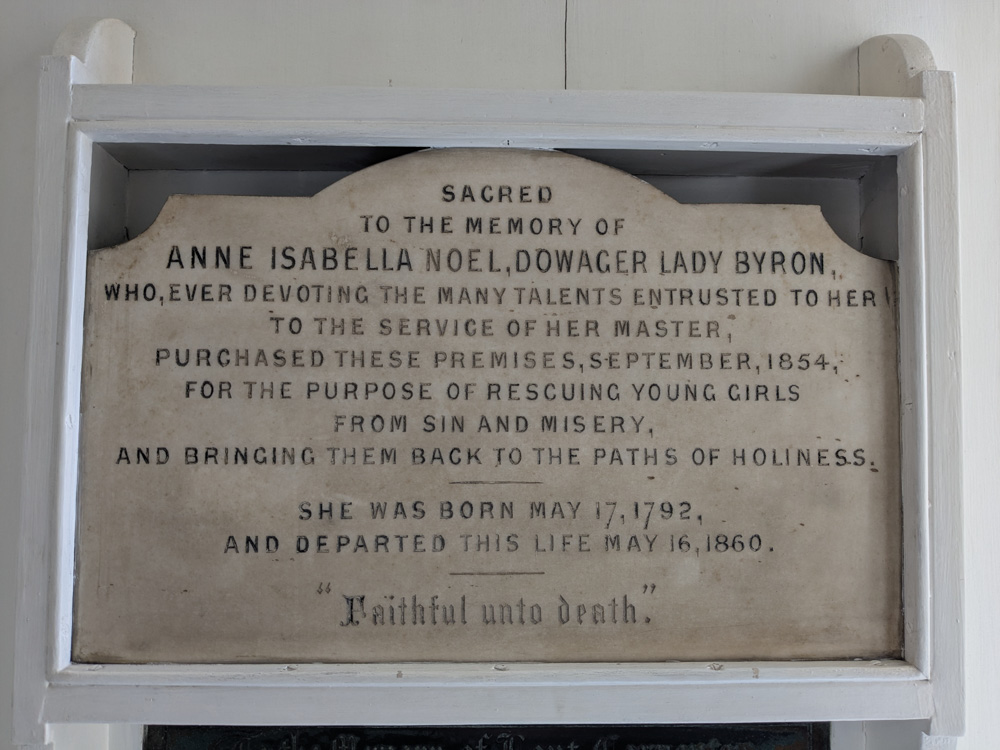 SACRED
TO THE MEMORY OF
ANNE ISABELLA NOEL, DOWAGER LADY BYRON,
WHO, EVER DEVOTING THE MANY TALENTS ENTRUSTED TO HER
TO THE SERVICE OF HER MASTER,
PURCHASED THESE PREMISES, SEPTEMBER, 1854,
FOR THE PURPOSE OF RESCUING YOUNG GIRLS
FROM SIN AND MISERY,
AND BRINGING THEM BACK TO THE PATHS OF HOLINESS.
SHE WAS BORN MAY 17, 1792,
AND DEPARTED THIS LIFE MAY 16, 1860.
"Faithful unto death."
Memory of